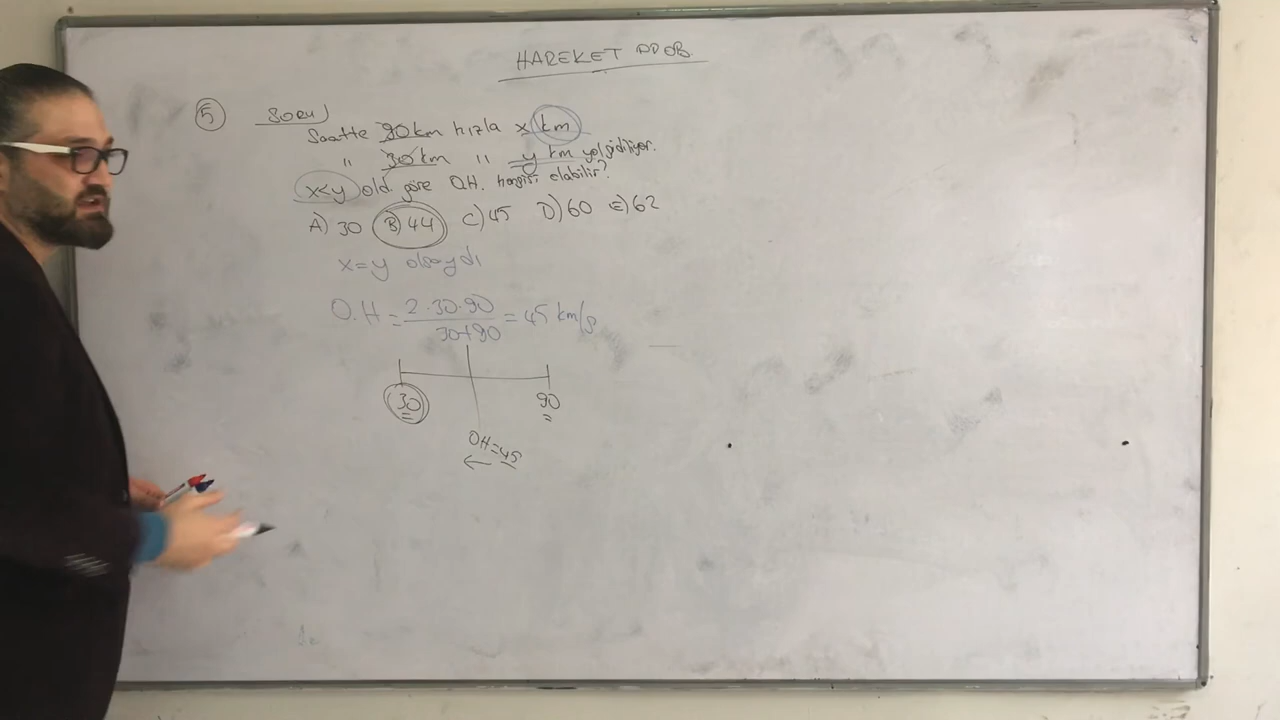 HAREKET PROB
5 Soru)
Saatte 90km hızla x km
" 30km " y km yol gidiliyor.
x<y old. göre O.H. hangisi olabilir?
A) 30 B) 44 C) 45 D) 60 E) 62
x=y olsaydı
O.H = 2.30.90 / 30+90 = 45 km/s
30 90
OH=45
←